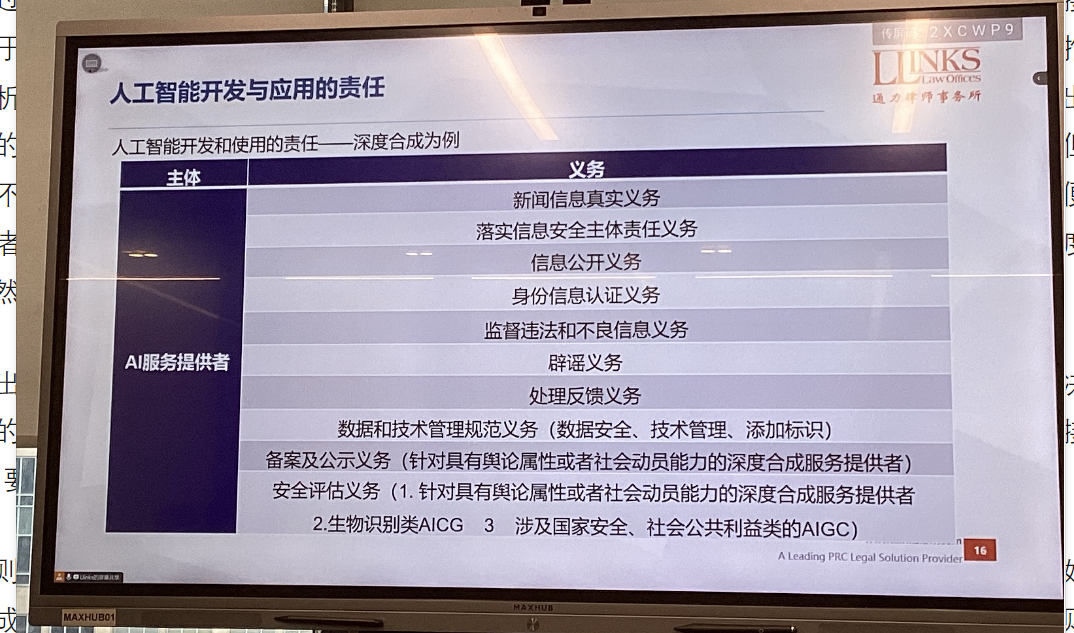 传屏码:2XCWP9
LLINKS
Law Offices
通力律师事务所
人工智能开发与应用的责任
人工智能开发和使用的责任——深度合成为例
主体
义务
AI服务提供者
新闻信息真实义务
落实信息安全主体责任义务
信息公开义务
身份信息认证义务
监督违法和不良信息义务
辟谣义务
处理反馈义务
数据和技术管理规范义务（数据安全、技术管理、添加标识）
备案及公示义务（针对具有舆论属性或者社会动员能力的深度合成服务提供者）
安全评估义务（1. 针对具有舆论属性或者社会动员能力的深度合成服务提供者
2.生物识别类AICG 3 涉及国家安全、社会公共利益类的AIGC）
A Leading PRC Legal Solution Provider
16
Llinks的屏幕共享
MAXHUB
MAXHUB01